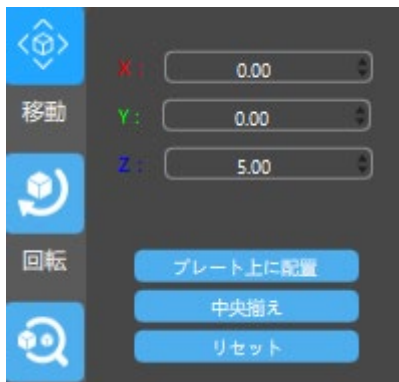 移動
回転
X : 0.00
Y : 0.00
Z : 5.00
プレート上に配置
中央揃え
リセット